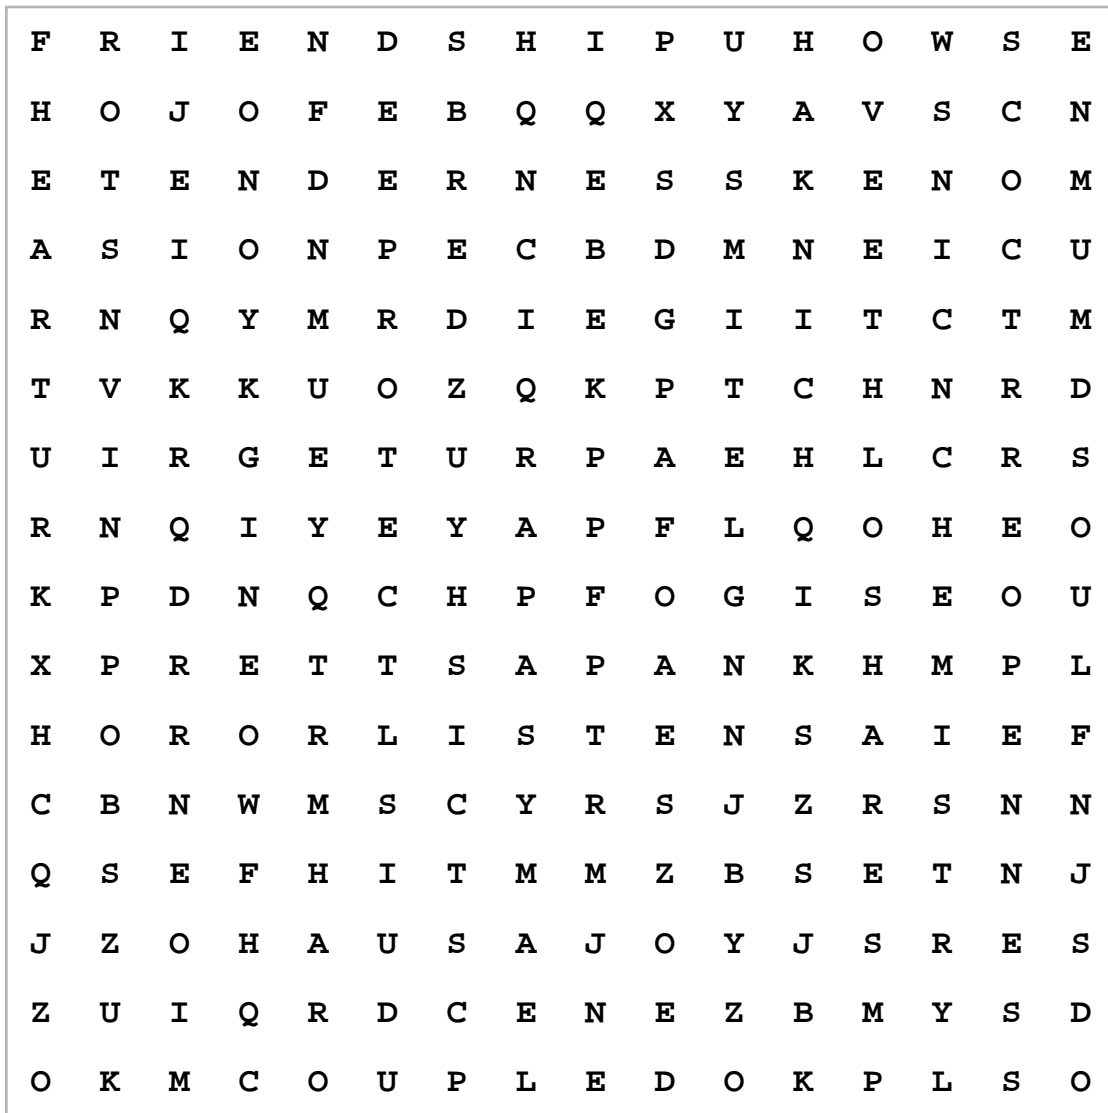 F R I E N D S H I P U H O W S E
H O J O F E B Q Q X Y A V S C N
E T E N D E R N E S S K E N O M
A S I O N P E C B D M N E I C U
R N Q Y M R D I E G I I T C T M
T V K K U O Z Q K P T C H N R D
U I R G E T U R P A E H L C R S
R N Q I Y E Y A P F L Q O H E O
K P D N Q C H P F O G I S E O U
X P R E T T S A P A N K H M P L
H O R O R L I S T E N S A I E F
C B N W M S C Y R S J Z R S N N
Q S E F H I T M M Z B S E T N J
J Z O H A U S A J O Y J S R E S
Z U I Q R D C E N E Z B M Y S D
O K M C O U P L E D O K P L S O